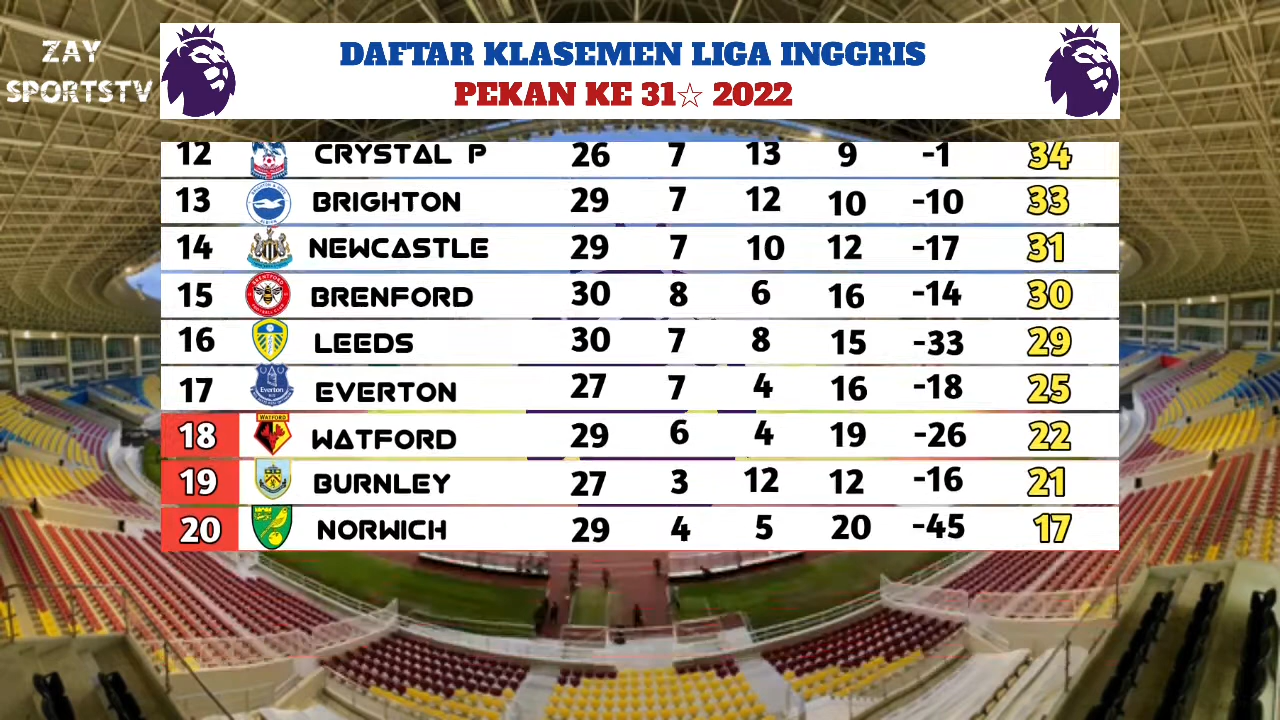 ZAY
SPORTSTV
DAFTAR KLASEMEN LIGA INGGRIS
PEKAN KE 31☆ 2022
12 CRYSTAL P 26 7 13 9 -1 34
13 BRIGHTON 29 7 12 10 -10 33
14 NEWCASTLE 29 7 10 12 -17 31
15 BRENFORD 30 8 6 16 -14 30
16 LEEDS 30 7 8 15 -33 29
17 Everton EVERTON 27 7 4 16 -18 25
18 WATFORD WATFORD 29 6 4 19 -26 22
19 BURNLEY 27 3 12 12 -16 21
20 NORWICH 29 4 5 20 -45 17